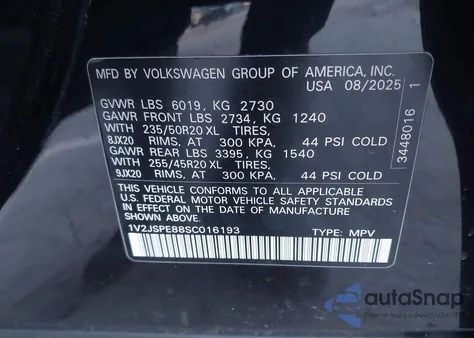 MFD BY VOLKSWAGEN GROUP OF AMERICA, INC.
USA 08/2025
GVWR LBS 6019, KG 2730
GAWR FRONT LBS 2734, KG 1240
WITH 235/50R20 XL TIRES,
8JX20 RIMS, AT 300 KPA, 44 PSI COLD
GAWR REAR LBS 3395, KG 1540
WITH 255/45R20 XL TIRES,
9JX20 RIMS, AT 300 KPA, 44 PSI COLD
THIS VEHICLE CONFORMS TO ALL APPLICABLE
U.S. FEDERAL MOTOR VEHICLE SAFETY STANDARDS
IN EFFECT ON THE DATE OF MANUFACTURE
SHOWN ABOVE.
1V2JSPE88SC016193 TYPE: MPV
3448016 1
autoSnap